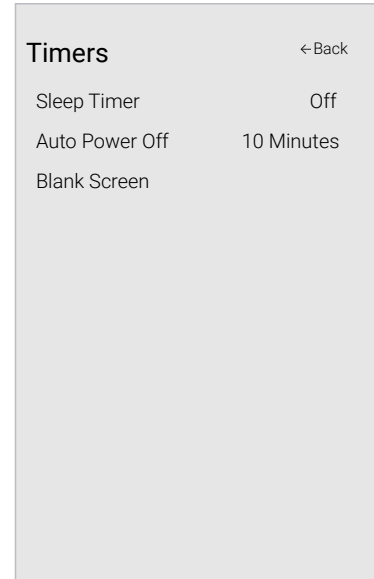 Timers ←Back
Sleep Timer Off
Auto Power Off 10 Minutes
Blank Screen